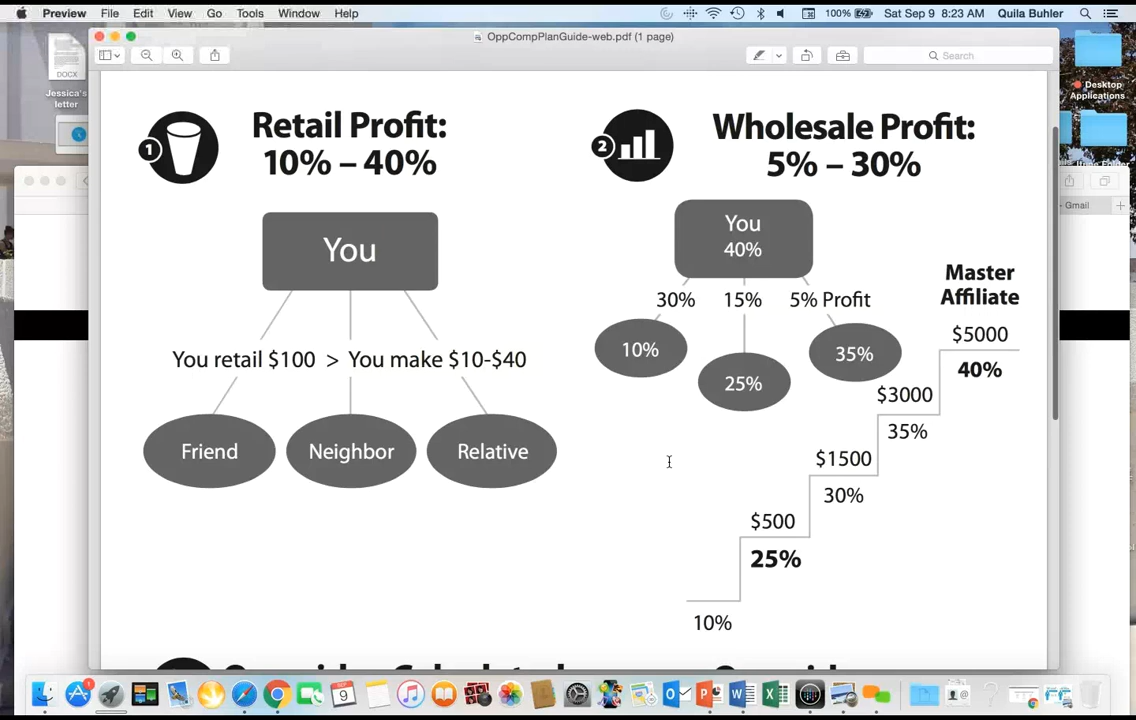 Preview File Edit View Go Tools Window Help
100% Sat Sep 9 8:23 AM Quila Buhler
OppCompPlanGuide-web.pdf (1 page)
Search
DOCX
Jessica's
letter
Desktop
Applications
- Gmail
1
Retail Profit:
10% – 40%
You
You retail $100 > You make $10-$40
Friend Neighbor Relative
2
Wholesale Profit:
5% – 30%
You
40%
30% 15% 5% Profit
10%
25%
35%
Master
Affiliate
$5000
40%
$3000
35%
$1500
30%
$500
25%
10%
9